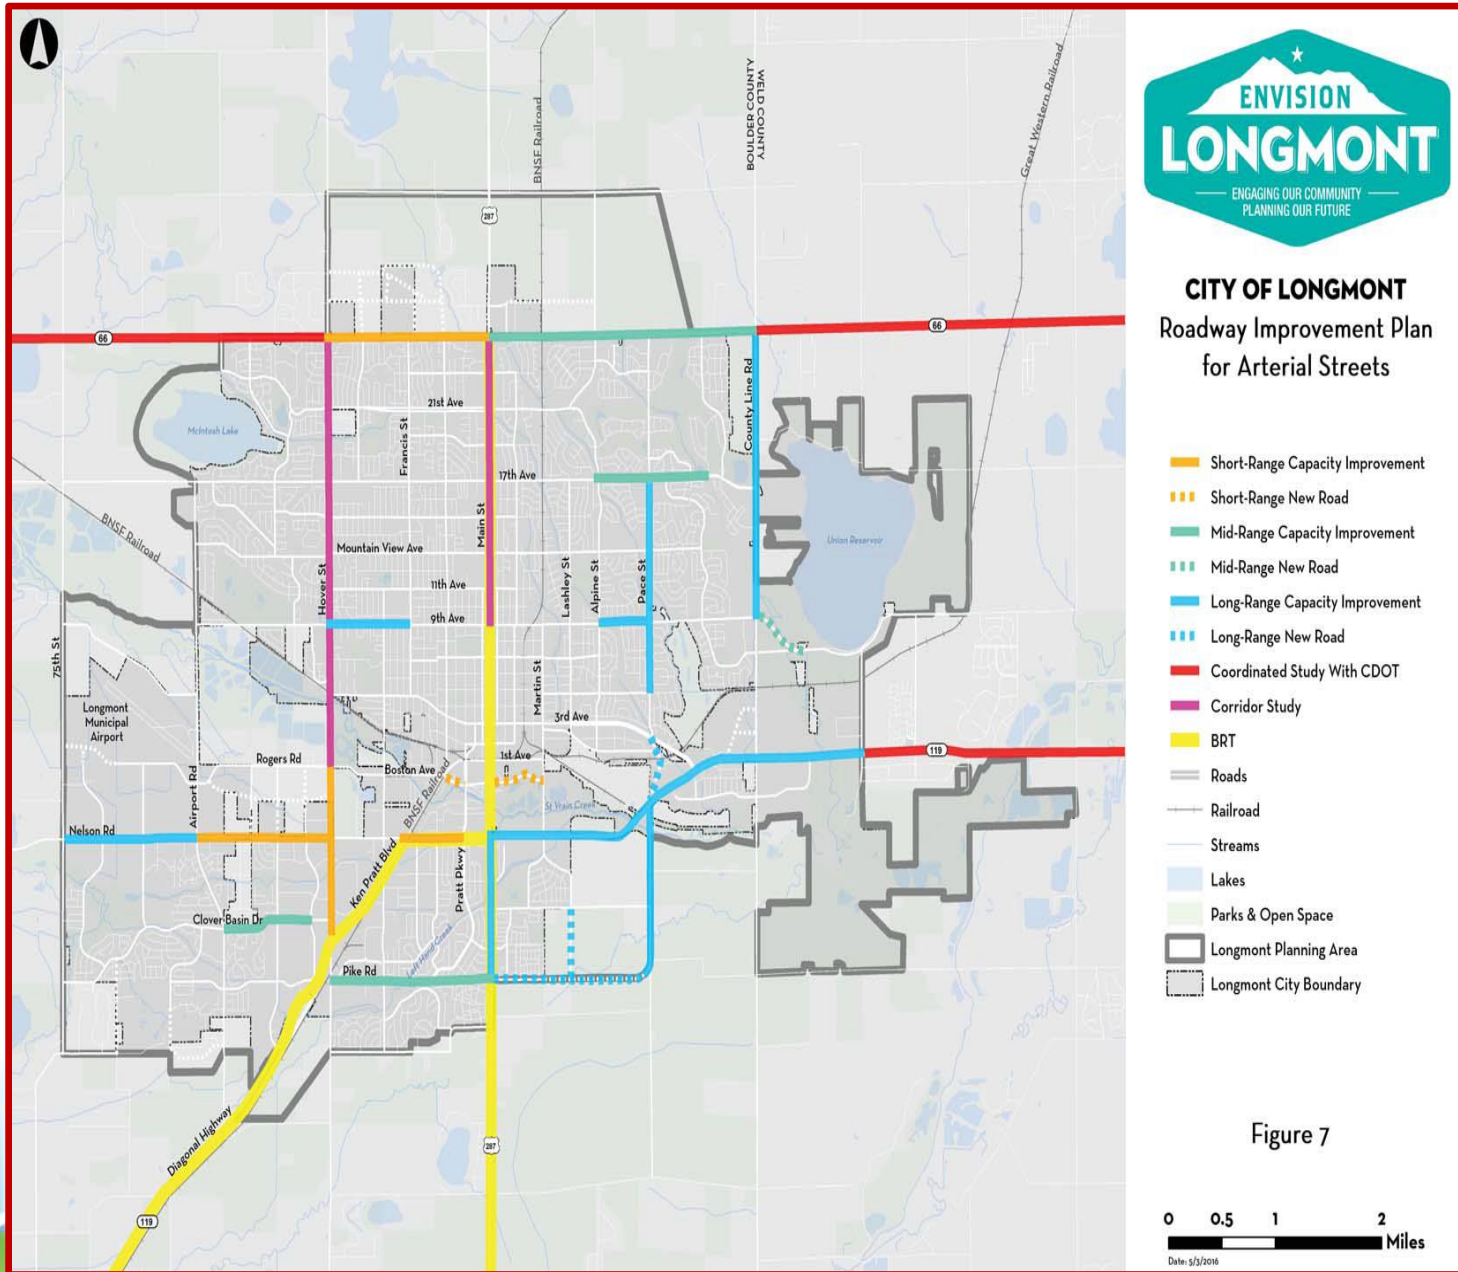 BNSF Railroad
BOULDER COUNTY
WELD COUNTY
Great Western Railroad
287
66
66
21st Ave
McIntosh Lake
Francis St
County Line Rd
17th Ave
BNSF Railroad
Main St
Mountain View Ave
Union Reservoir
Hover St
11th Ave
Lashley St
Alpine St
Pace St
9th Ave
75th St
Martin St
Longmont
Municipal
Airport
3rd Ave
119
Rogers Rd
1st Ave
Boston Ave
Airport Rd
BNSF Railroad
St Vrain Creek
Nelson Rd
Ken Pratt Blvd
Pratt Pkwy
Clover Basin Dr
Left Hand Creek
Pike Rd
Diagonal Highway
287
119
ENVISION
LONGMONT
ENGAGING OUR COMMUNITY
PLANNING OUR FUTURE
CITY OF LONGMONT
Roadway Improvement Plan
for Arterial Streets
Short-Range Capacity Improvement
Short-Range New Road
Mid-Range Capacity Improvement
Mid-Range New Road
Long-Range Capacity Improvement
Long-Range New Road
Coordinated Study With CDOT
Corridor Study
BRT
Roads
Railroad
Streams
Lakes
Parks & Open Space
Longmont Planning Area
Longmont City Boundary
Figure 7
0 0.5 1 2
Miles
Date: 5/3/2016